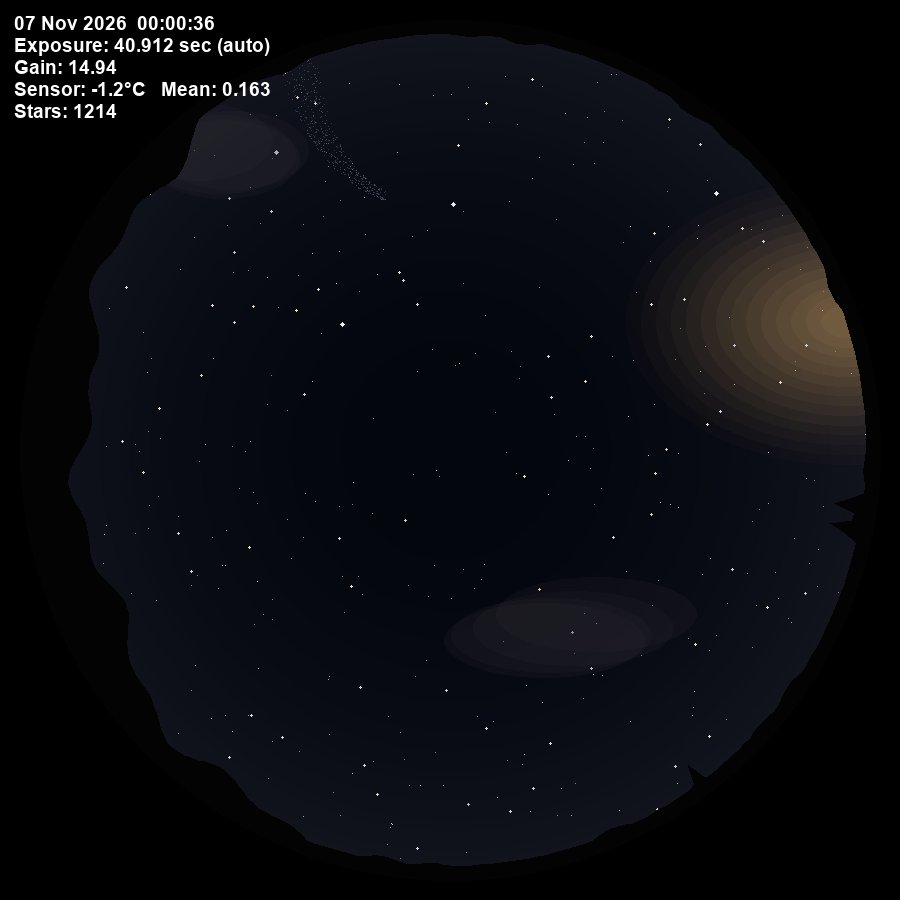 07 Nov 2026  00:00:36
Exposure: 40.912 sec (auto)
Gain: 14.94
Sensor: -1.2°C   Mean: 0.163
Stars: 1214